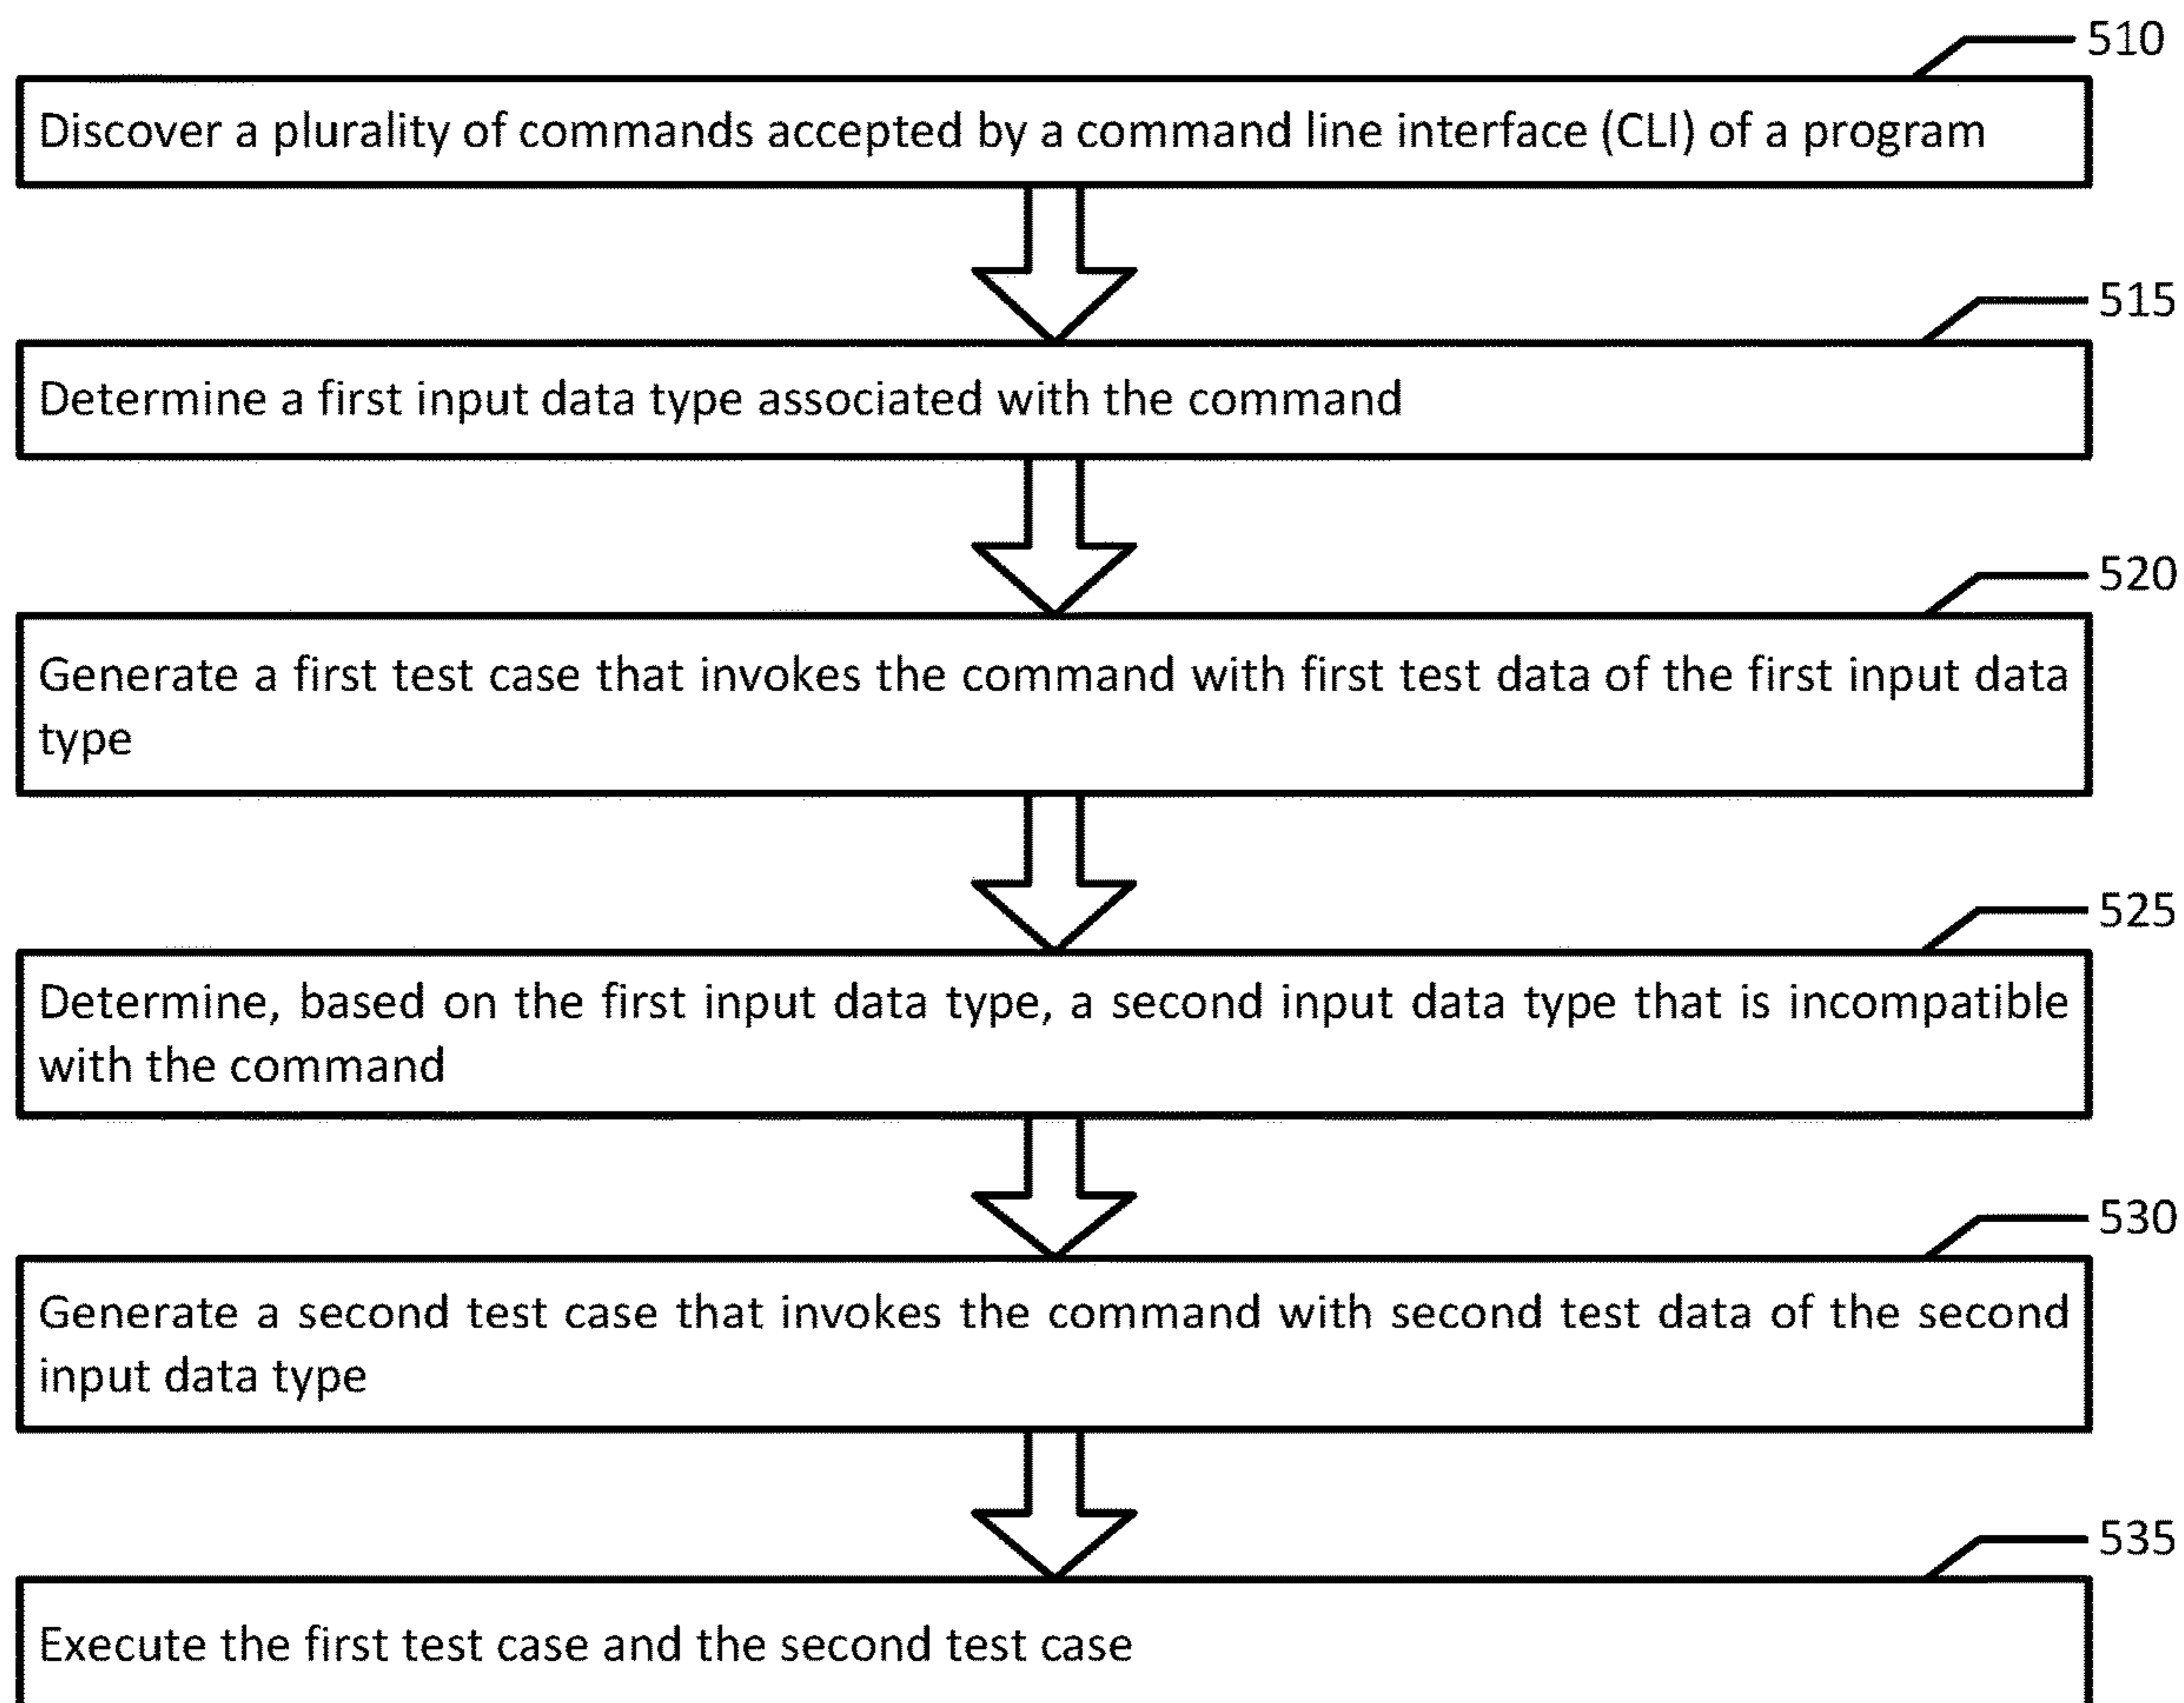 510
Discover a plurality of commands accepted by a command line interface (CLI) of a program
515
Determine a first input data type associated with the command
520
Generate a first test case that invokes the command with first test data of the first input data
type
525
Determine, based on the first input data type, a second input data type that is incompatible
with the command
530
Generate a second test case that invokes the command with second test data of the second
input data type
535
Execute the first test case and the second test case